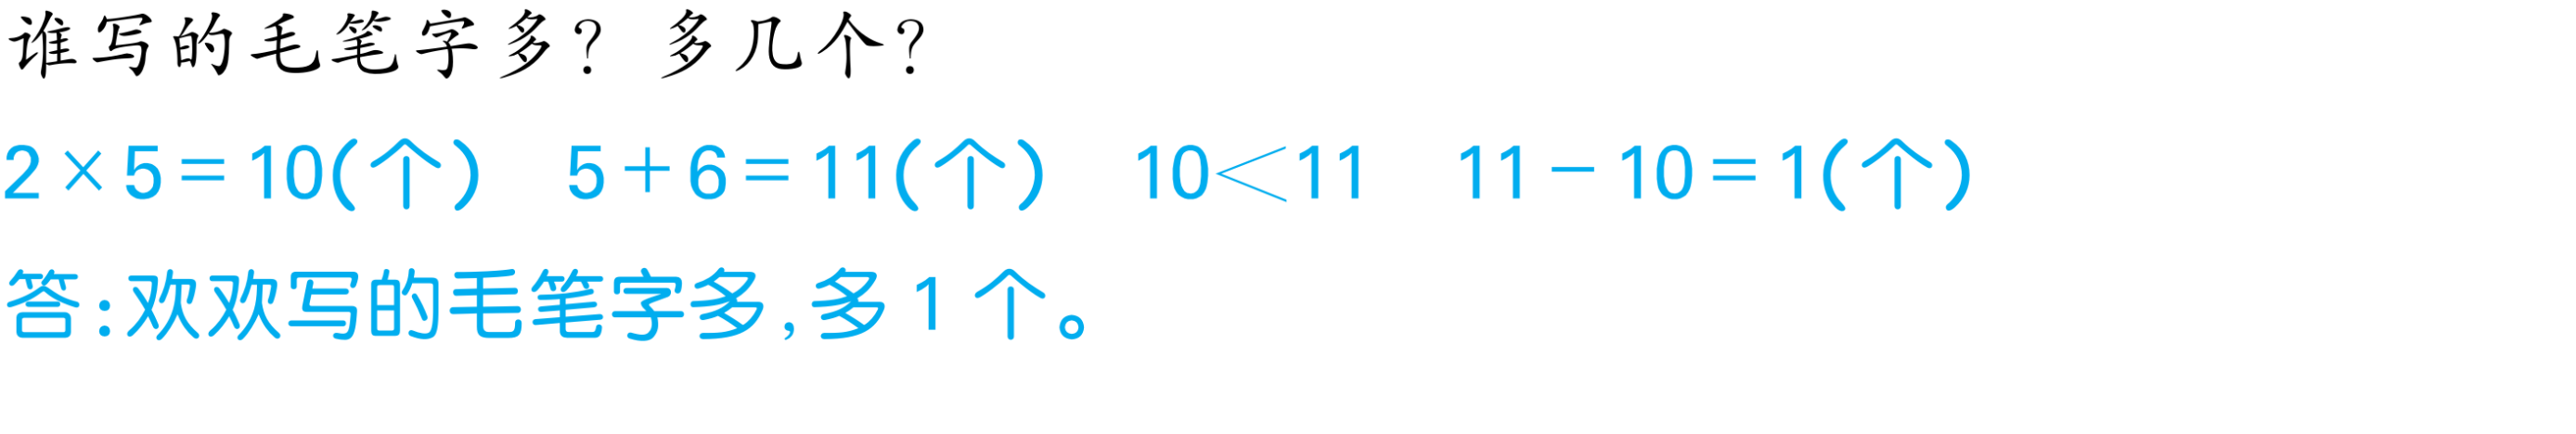 谁写的毛笔字多？多几个？
2×5=10(个) 5+6=11(个) 10<11 11-10=1(个)
答:欢欢写的毛笔字多,多1个。